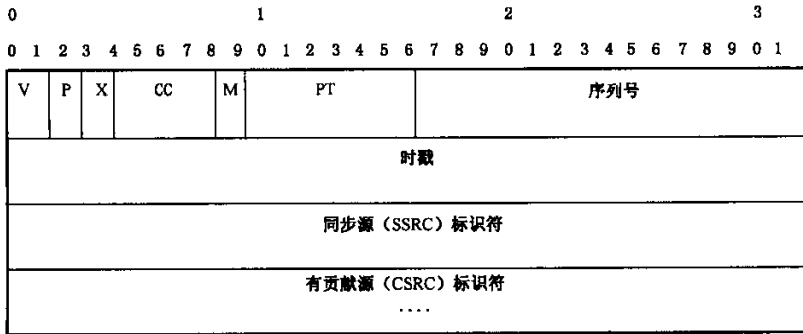 0 1 2 3
0 1 2 3 4 5 6 7 8 9 0 1 2 3 4 5 6 7 8 9 0 1 2 3 4 5 6 7 8 9 0 1
V P X CC M PT 序列号
时戳
同步源（SSRC）标识符
有贡献源（CSRC）标识符
....